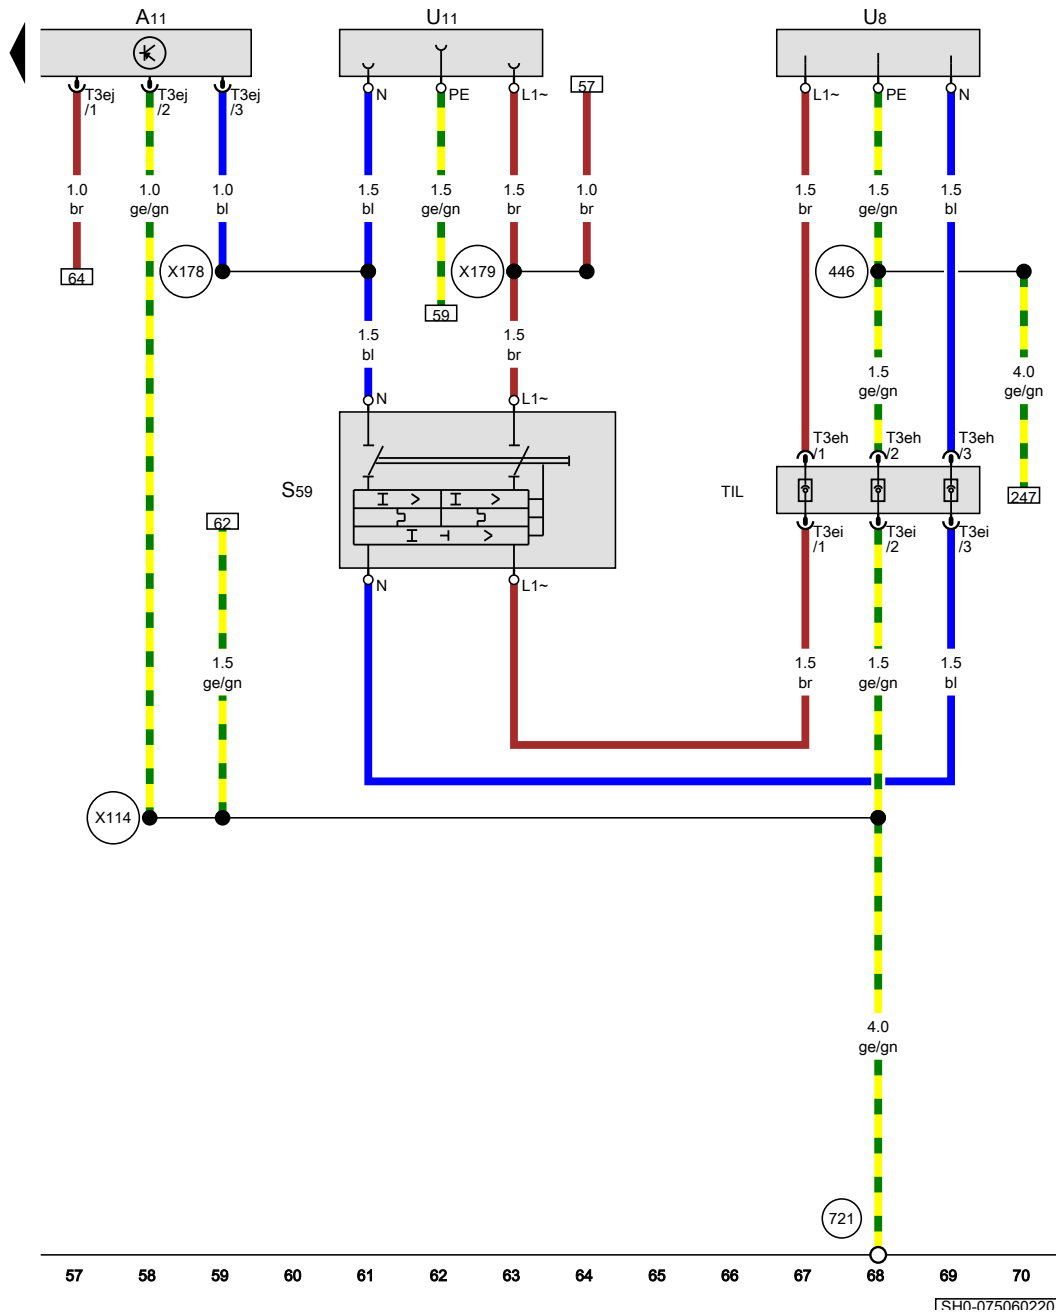 A11
U11
U8
T3ej
/1
T3ej
/2
T3ej
/3
N
PE
L1~
57
L1~
PE
N
1.0
br
1.0
ge/gn
1.0
bl
1.5
bl
1.5
ge/gn
1.5
br
1.0
br
1.5
br
1.5
ge/gn
1.5
bl
64
X178
X179
446
59
1.5
bl
1.5
br
1.5
ge/gn
4.0
ge/gn
N
L1~
T3eh
/1
T3eh
/2
T3eh
/3
S59
TIL
247
62
T3ei
/1
T3ei
/2
T3ei
/3
N
L1~
1.5
ge/gn
1.5
br
1.5
ge/gn
1.5
bl
X114
4.0
ge/gn
721
57 58 59 60 61 62 63 64 65 66 67 68 69 70
SH0-075060220